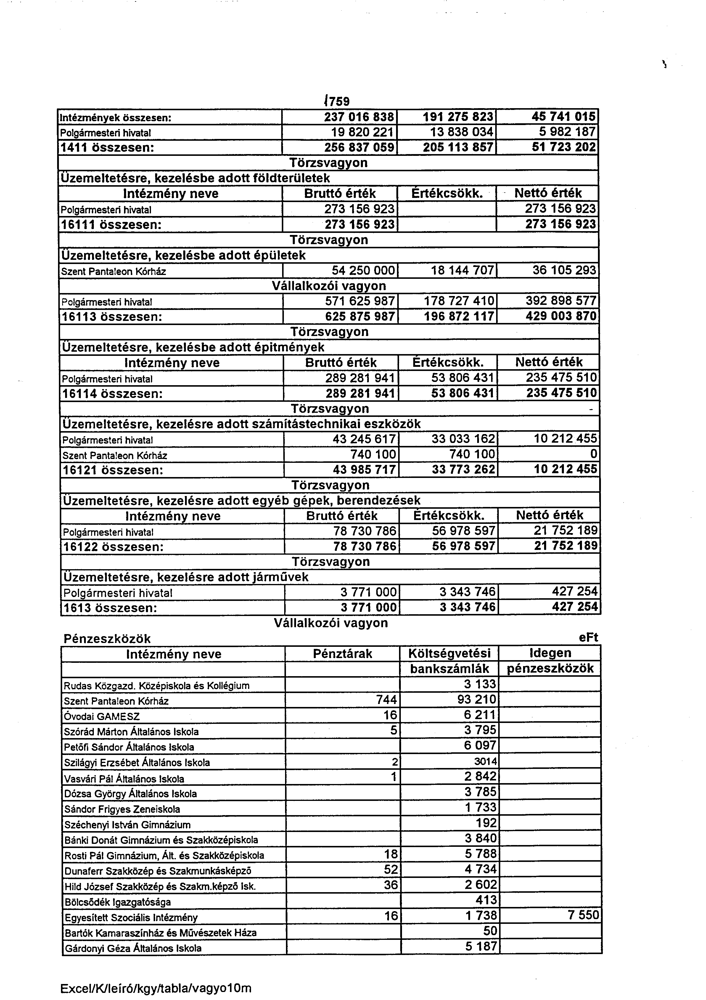 1759
Intézmények összesen: 237 016 838 191 275 823 45 741 015
Polgármesteri hivatal 19 820 221 13 838 034 5 982 187
1411 összesen: 256 837 059 205 113 857 51 723 202
Törzsvagyon
Üzemeltetésre, kezelésbe adott földterületek
Intézmény neve Bruttó érték Értékcsökk. Nettó érték
Polgármesteri hivatal 273 156 923 273 156 923
16111 összesen: 273 156 923 273 156 923
Törzsvagyon
Üzemeltetésre, kezelésbe adott épületek
Szent Pantaleon Kórház 54 250 000 18 144 707 36 105 293
Vállalkozói vagyon
Polgármesteri hivatal 571 625 987 178 727 410 392 898 577
16113 összesen: 625 875 987 196 872 117 429 003 870
Törzsvagyon
Üzemeltetésre, kezelésbe adott épitmények
Intézmény neve Bruttó érték Értékcsökk. Nettó érték
Polgármesteri hivatal 289 281 941 53 806 431 235 475 510
16114 összesen: 289 281 941 53 806 431 235 475 510
Törzsvagyon -
Üzemeltetésre, kezelésre adott számítástechnikai eszközök
Polgármesteri hivatal 43 245 617 33 033 162 10 212 455
Szent Pantaleon Kórház 740 100 740 100 0
16121 összesen: 43 985 717 33 773 262 10 212 455
Törzsvagyon
Üzemeltetésre, kezelésre adott egyéb gépek, berendezések
Intézmény neve Bruttó érték Értékcsökk. Nettó érték
Polgármesteri hivatal 78 730 786 56 978 597 21 752 189
16122 összesen: 78 730 786 56 978 597 21 752 189
Törzsvagyon
Üzemeltetésre, kezelésre adott járművek
Polgármesteri hivatal 3 771 000 3 343 746 427 254
1613 összesen: 3 771 000 3 343 746 427 254
Vállalkozói vagyon
Pénzeszközök eFt
Intézmény neve Pénztárak Költségvetési Idegen
bankszámlák pénzeszközök
Rudas Közgazd. Középiskola és Kollégium 3 133
Szent Pantaleon Kórház 744 93 210
Óvodai GAMESZ 16 6 211
Szórád Márton Általános Iskola 5 3 795
Petőfi Sándor Általános Iskola 6 097
Szilágyi Erzsébet Általános Iskola 2 3014
Vasvári Pál Általános Iskola 1 2 842
Dózsa György Általános Iskola 3 785
Sándor Frigyes Zeneiskola 1 733
Széchenyi István Gimnázium 192
Bánki Donát Gimnázium és Szakközépiskola 3 840
Rosti Pál Gimnázium, Ált. és Szakközépiskola 18 5 788
Dunaferr Szakközép és Szakmunkásképző 52 4 734
Hild József Szakközép és Szakm.képző Isk. 36 2 602
Bölcsődék Igazgatósága 413
Egyesített Szociális Intézmény 16 1 738 7 550
Bartók Kamaraszínház és Művészetek Háza 50
Gárdonyi Géza Általános Iskola 5 187
Excel/K/leíró/kgy/tabla/vagyo10m